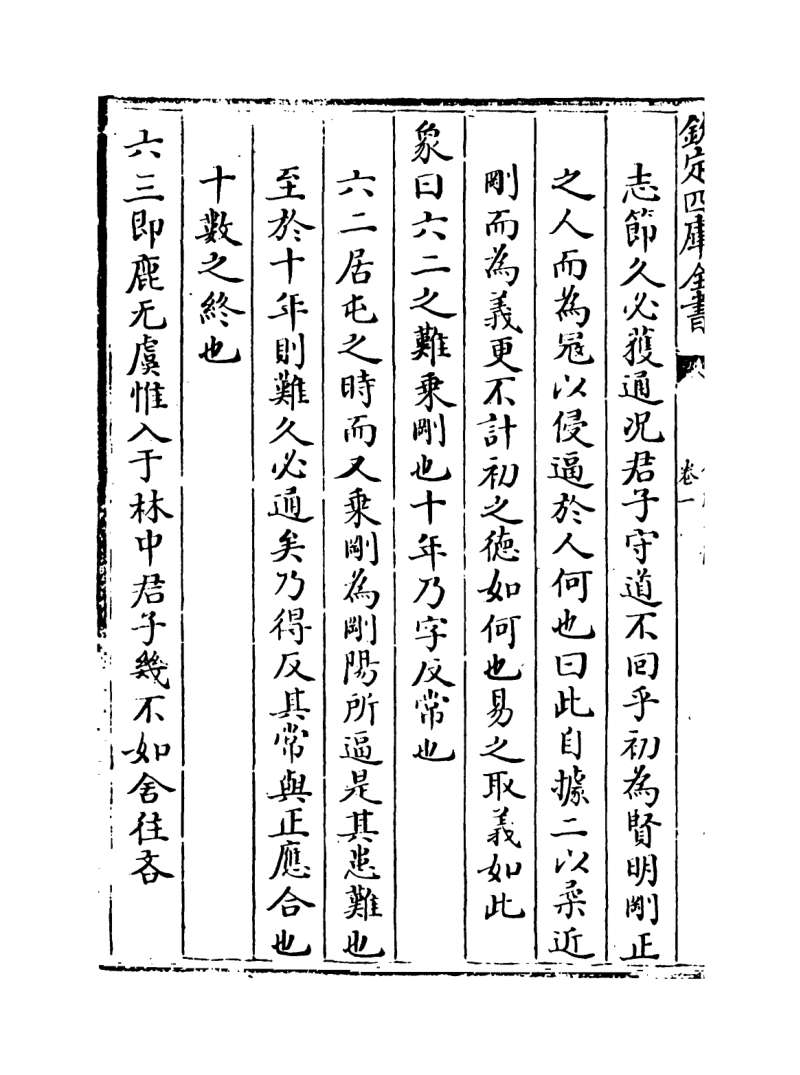 欽定四庫全書
卷一
志節久必獲通况君子守道不回乎初為賢明剛正
之人而為冦以侵逼於人何也曰此自據二以柔近
剛而為義更不計初之徳如何也易之取義如此
象曰六二之難乘剛也十年乃字反常也
六二居屯之時而又乘剛為剛陽所逼是其患難也
至於十年則難久必通矣乃得反其常與正應合也
十數之終也
六三即鹿无虞惟入于林中君子幾不如舍往吝